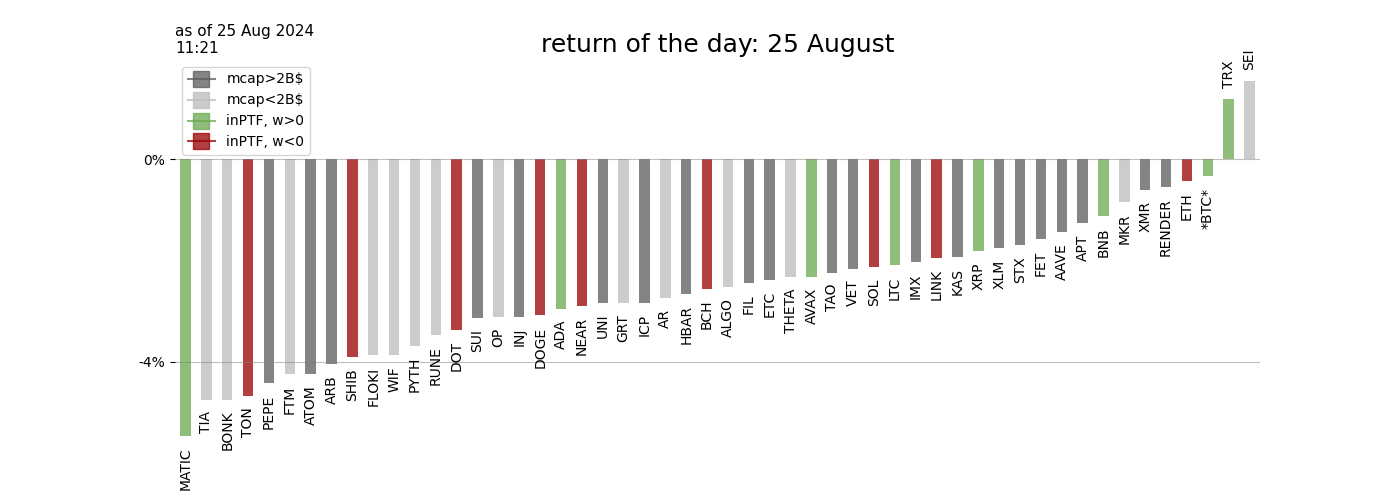 as of 25 Aug 2024
11:21
return of the day: 25 August
mcap>2B$
mcap<2B$
inPTF, w>0
inPTF, w<0
0%
-4%
MATIC
TIA
BONK
TON
PEPE
FTM
ATOM
ARB
SHIB
FLOKI
WIF
PYTH
RUNE
DOT
SUI
OP
INJ
DOGE
ADA
NEAR
UNI
GRT
ICP
AR
HBAR
BCH
ALGO
FIL
ETC
THETA
AVAX
TAO
VET
SOL
LTC
IMX
LINK
KAS
XRP
XLM
STX
FET
AAVE
APT
BNB
MKR
XMR
RENDER
ETH
*BTC*
TRX
SEI